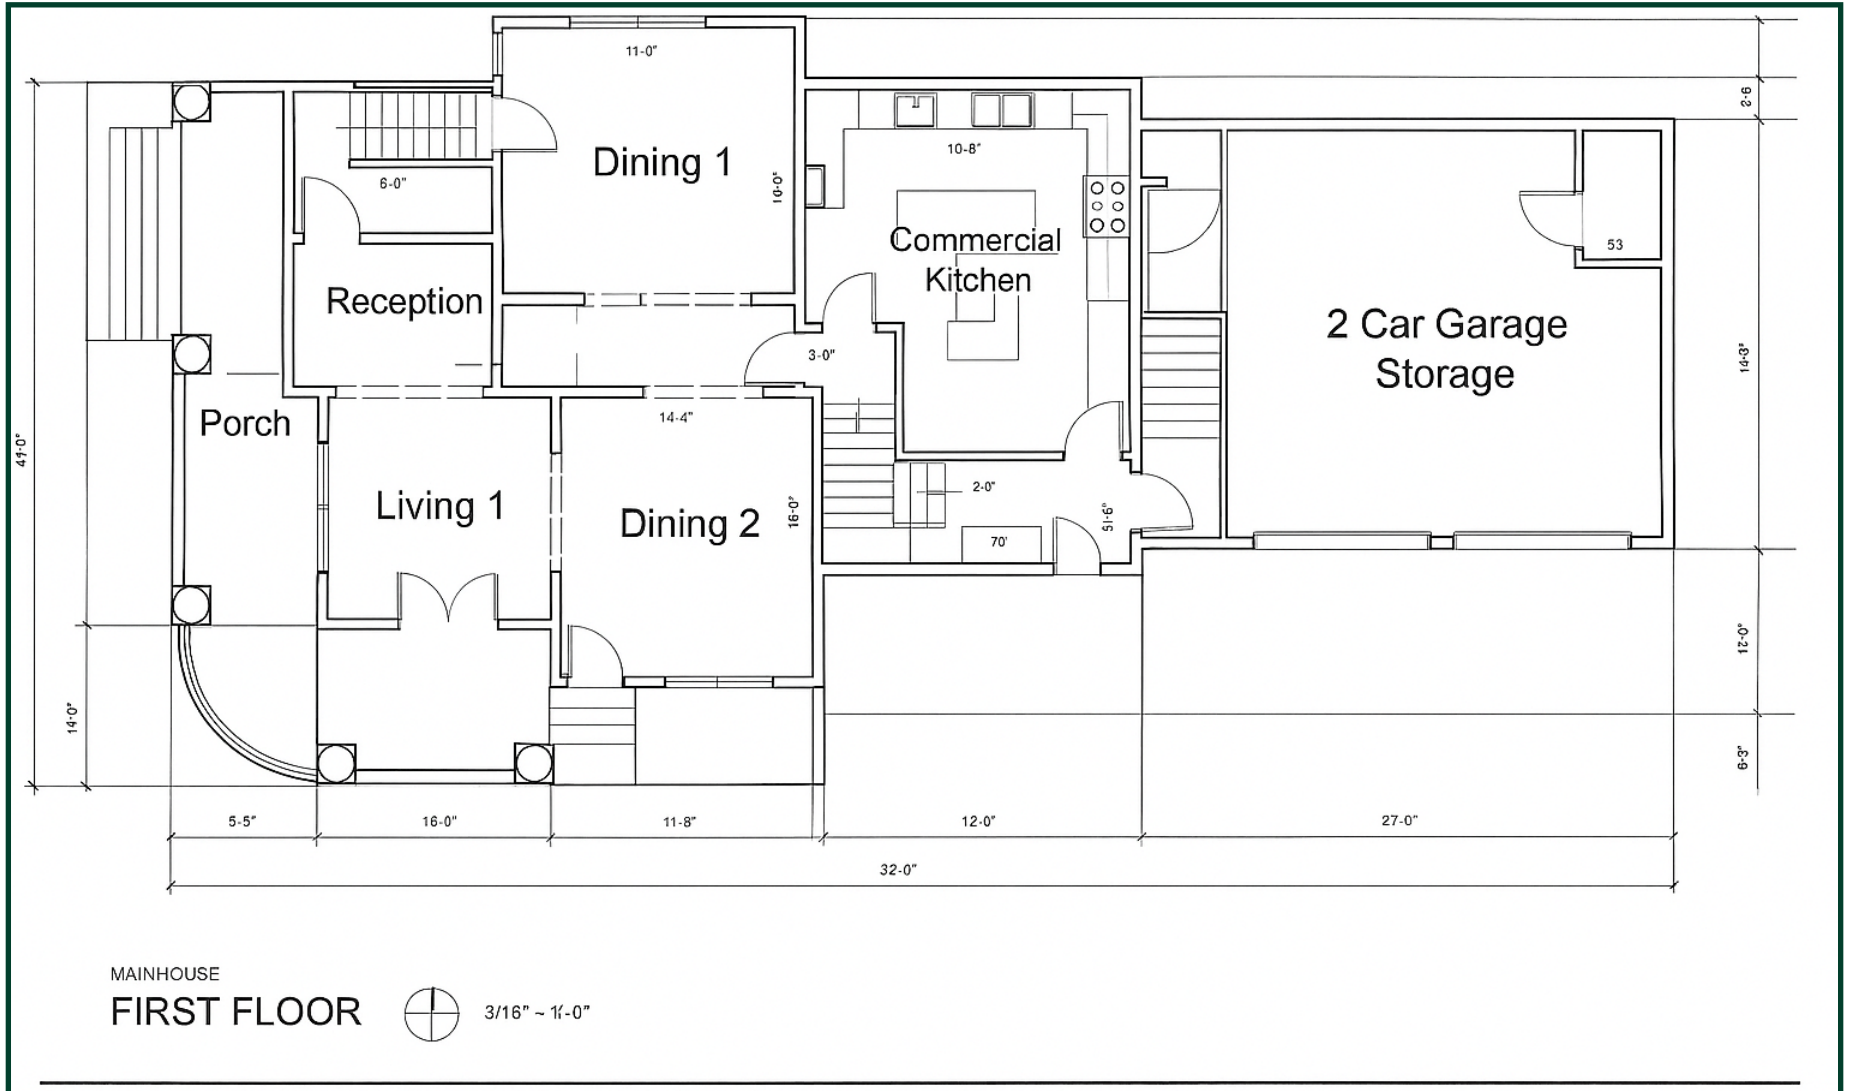 11-0"
2-6
Dining 1
10-8"
6-0"
10-0"
Commercial
Kitchen
53
Reception
2 Car Garage
Storage
3-0"
14-3"
Porch
14-4"
Living 1
Dining 2
16-0"
2-0"
51-6"
70'
12-0"
14-0"
6-3"
5-5"
16-0"
11-8"
12-0"
27-0"
32-0"
MAINHOUSE
FIRST FLOOR
3/16" ~ 1'-0"